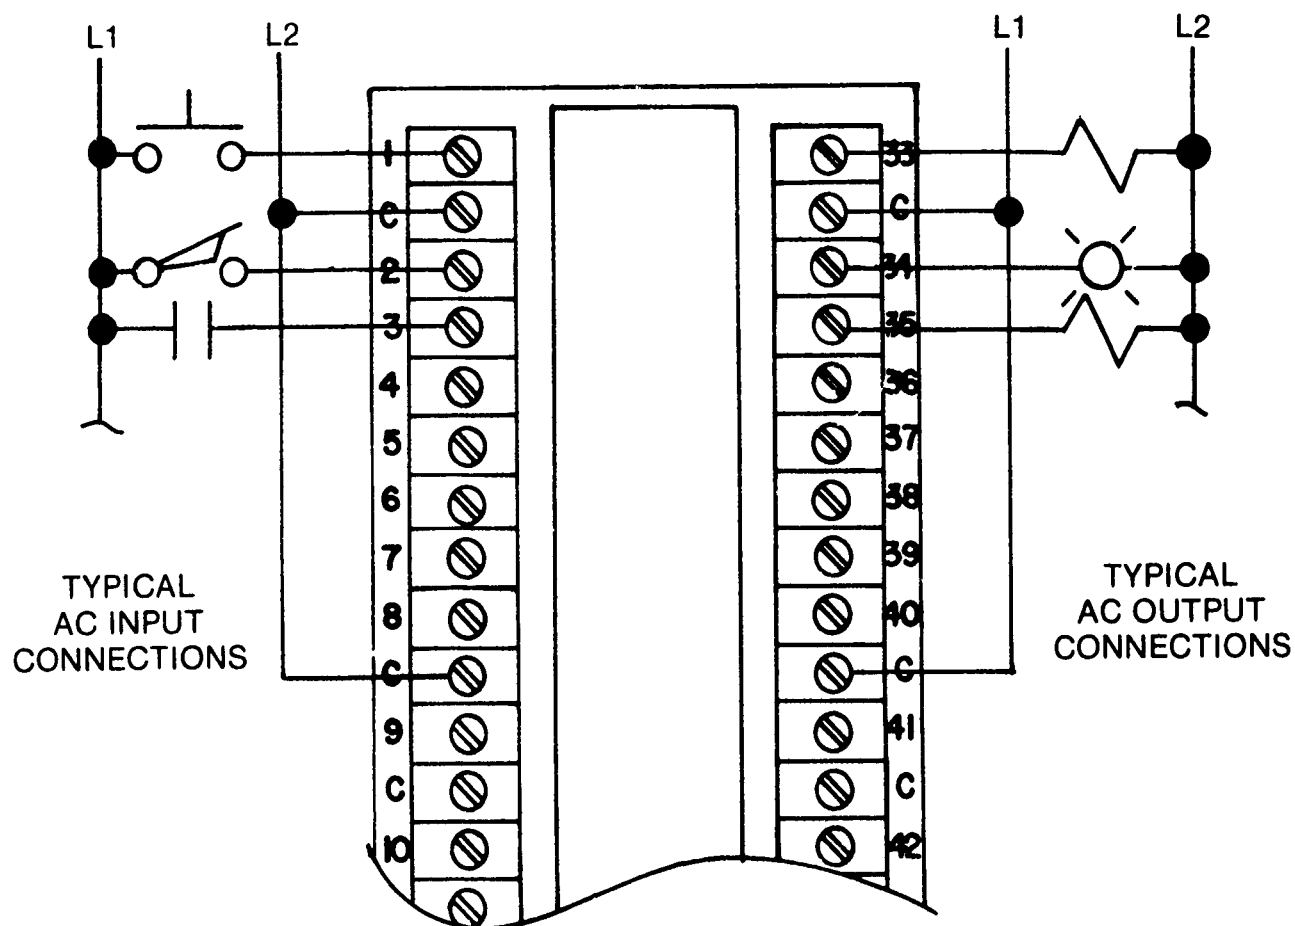 L1
L2
L1
L2
1
C
2
3
4
5
6
7
8
C
9
C
10
33
C
34
35
36
37
38
39
40
C
41
C
42
TYPICAL
AC INPUT
CONNECTIONS
TYPICAL
AC OUTPUT
CONNECTIONS